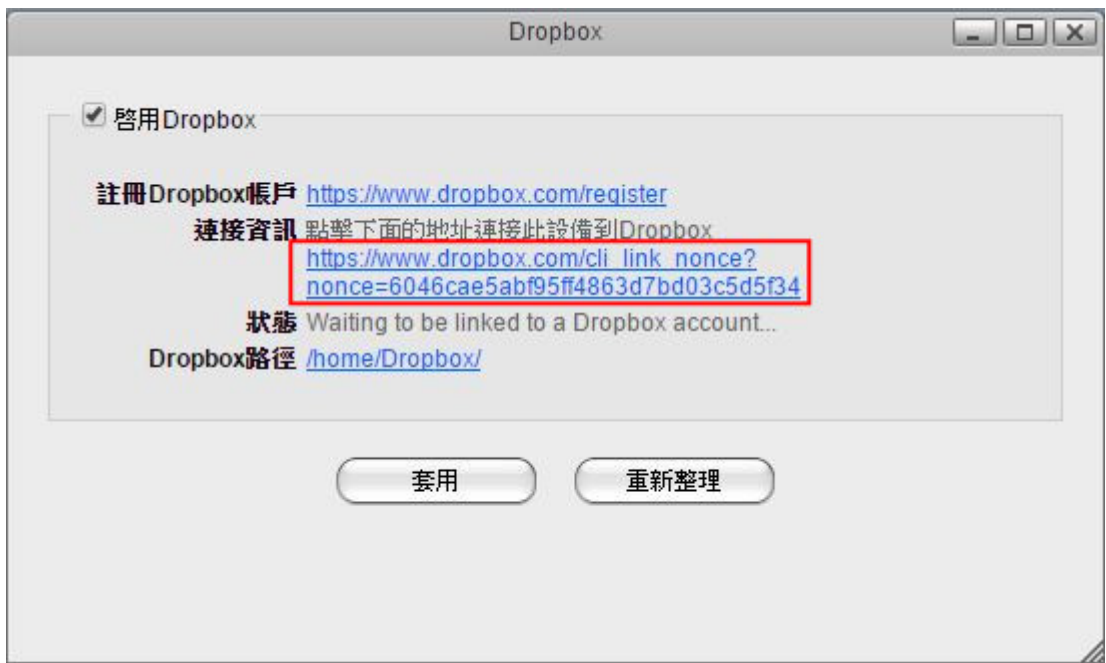 Dropbox
啓用Dropbox
註冊Dropbox帳戶 https://www.dropbox.com/register
連接資訊 點擊下面的地址連接此設備到Dropbox
https://www.dropbox.com/cli_link_nonce?
nonce=6046cae5abf95ff4863d7bd03c5d5f34
狀態 Waiting to be linked to a Dropbox account...
Dropbox路徑 /home/Dropbox/
套用 重新整理